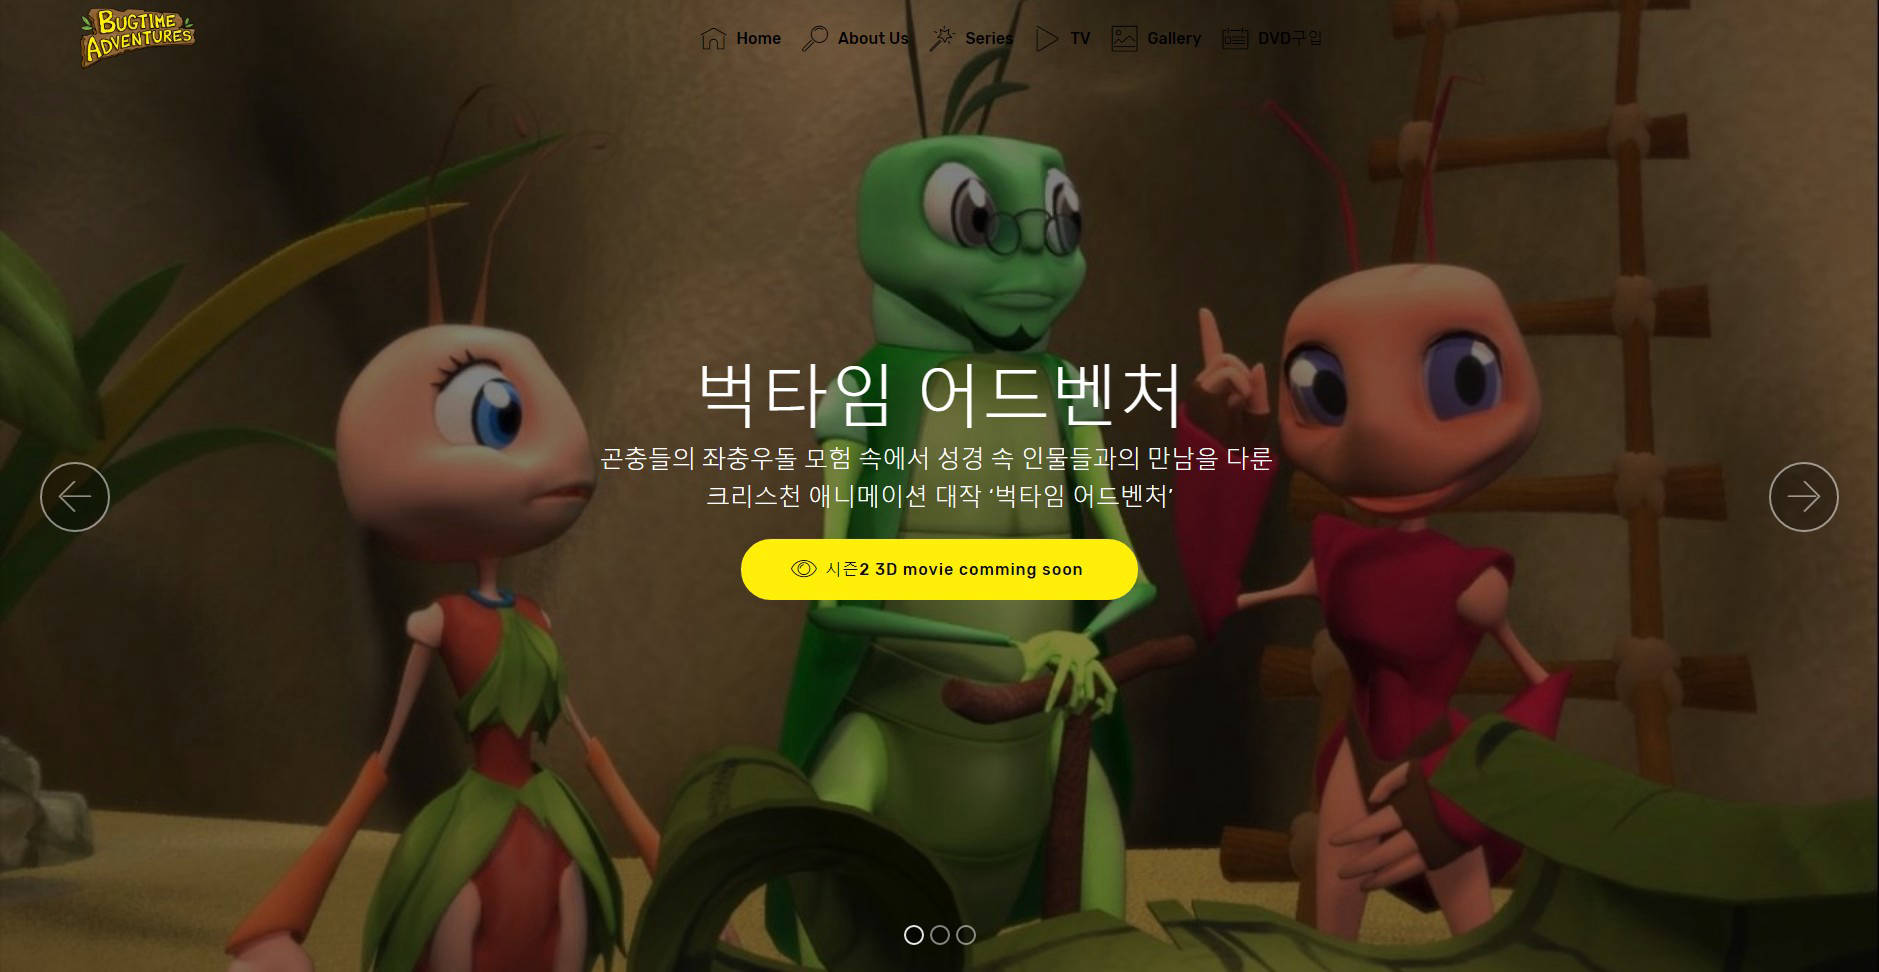 BUGTIME
ADVENTURES
Home About Us Series TV Gallery DVD구입
벅타임 어드벤처
곤충들의 좌충우돌 모험 속에서 성경 속 인물들과의 만남을 다룬
크리스천 애니메이션 대작 ‘벅타임 어드벤처’
시즌2 3D movie comming soon